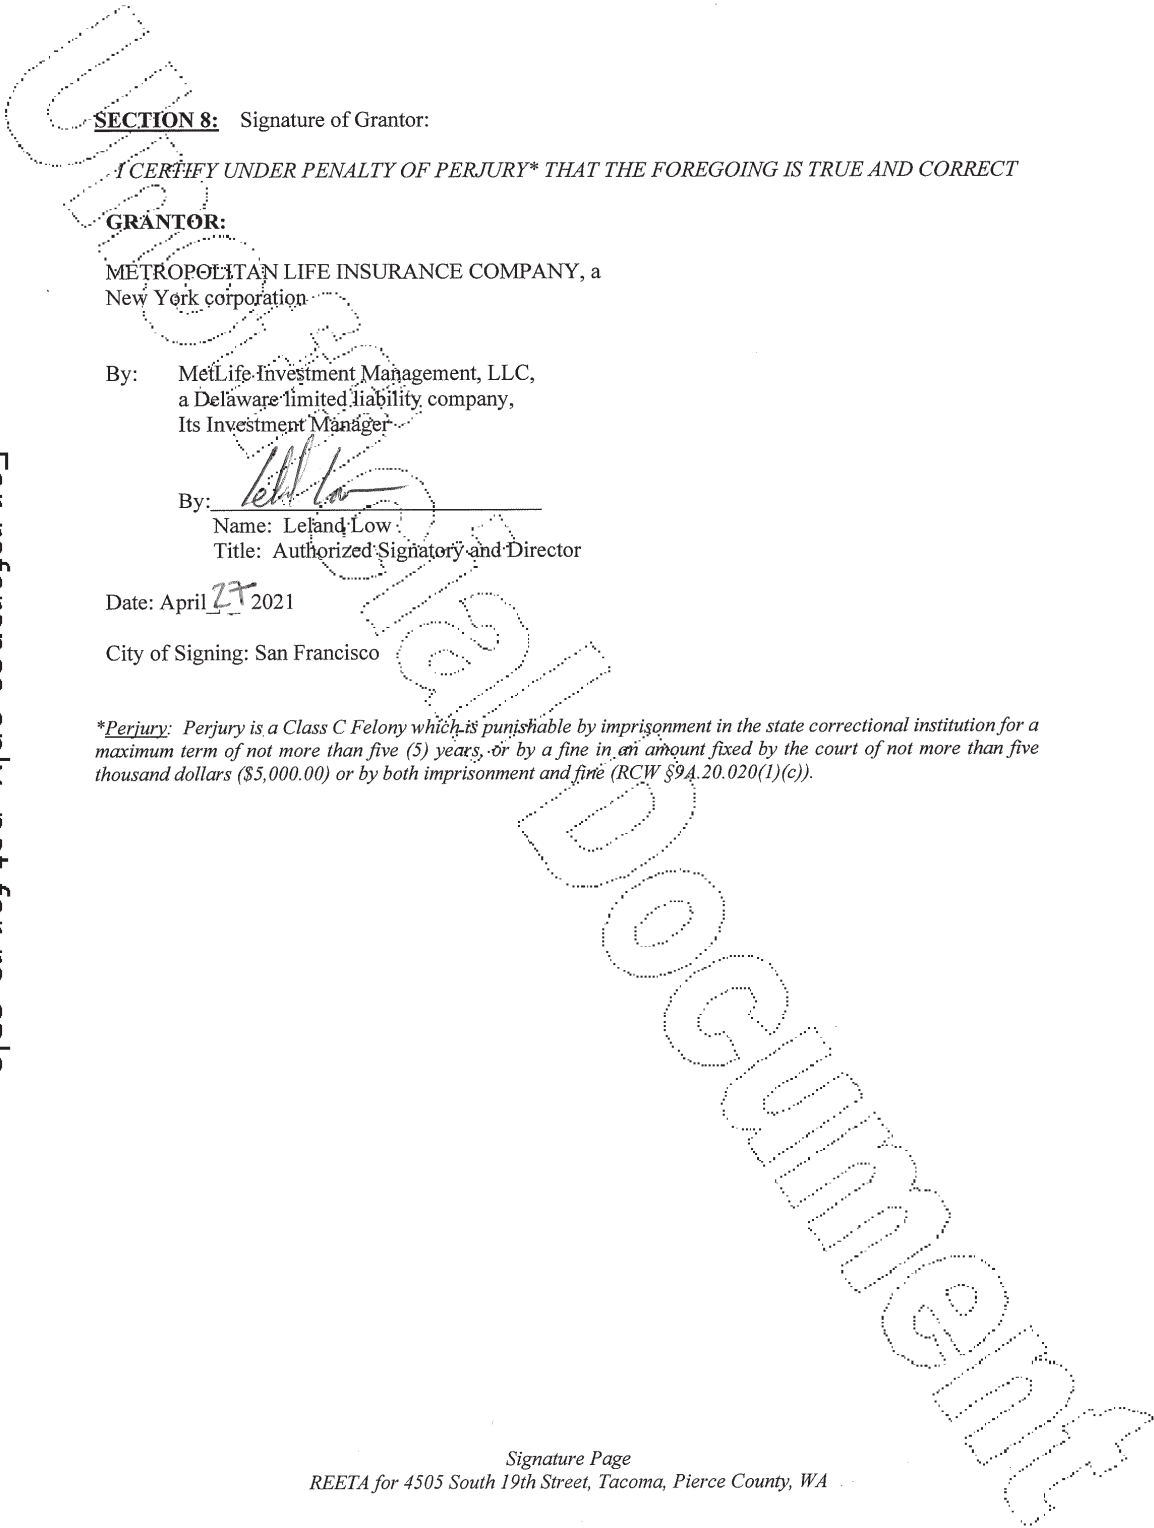 SECTION 8: Signature of Grantor:
I CERTIFY UNDER PENALTY OF PERJURY* THAT THE FOREGOING IS TRUE AND CORRECT
GRANTOR:
METROPOLITAN LIFE INSURANCE COMPANY, a
New York corporation
By: MetLife Investment Management, LLC,
a Delaware limited liability company,
Its Investment Manager
By:
Name: Leland Low
Title: Authorized Signatory and Director
Date: April 27 2021
City of Signing: San Francisco
*Perjury: Perjury is a Class C Felony which is punishable by imprisonment in the state correctional institution for a
maximum term of not more than five (5) years, or by a fine in an amount fixed by the court of not more than five
thousand dollars ($5,000.00) or by both imprisonment and fine (RCW §9A.20.020(1)(c)).
Unofficial Document
Signature Page
REETA for 4505 South 19th Street, Tacoma, Pierce County, WA